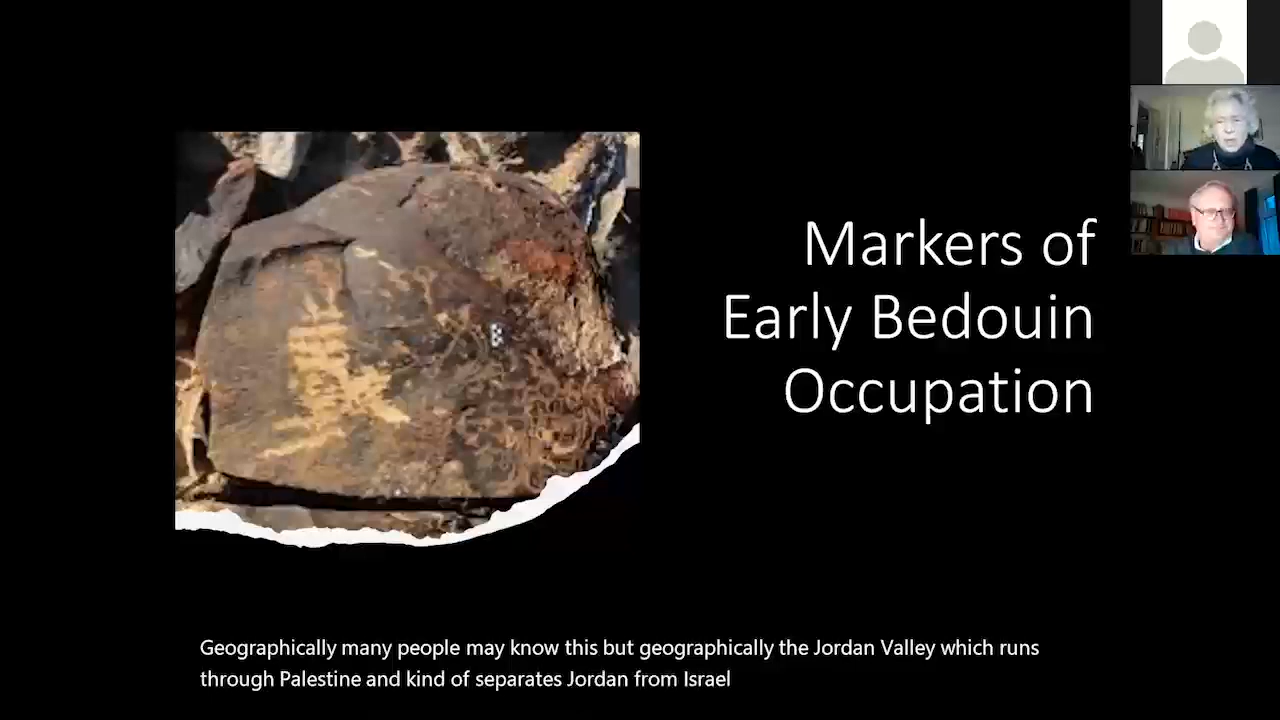 Markers of
Early Bedouin
Occupation
Geographically many people may know this but geographically the Jordan Valley which runs
through Palestine and kind of separates Jordan from Israel